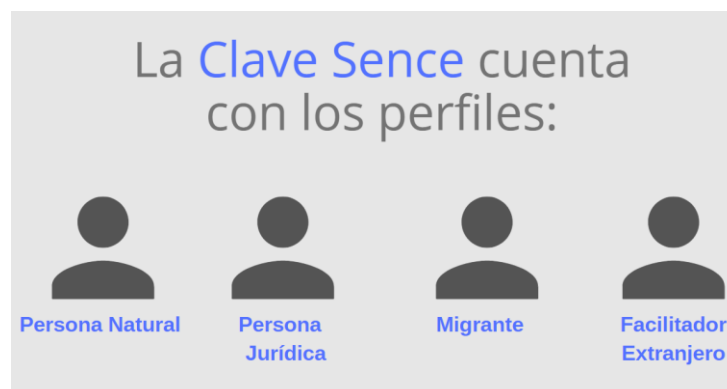 La Clave Sence cuenta
con los perfiles:
Persona Natural
Persona
Jurídica
Migrante
Facilitador
Extranjero